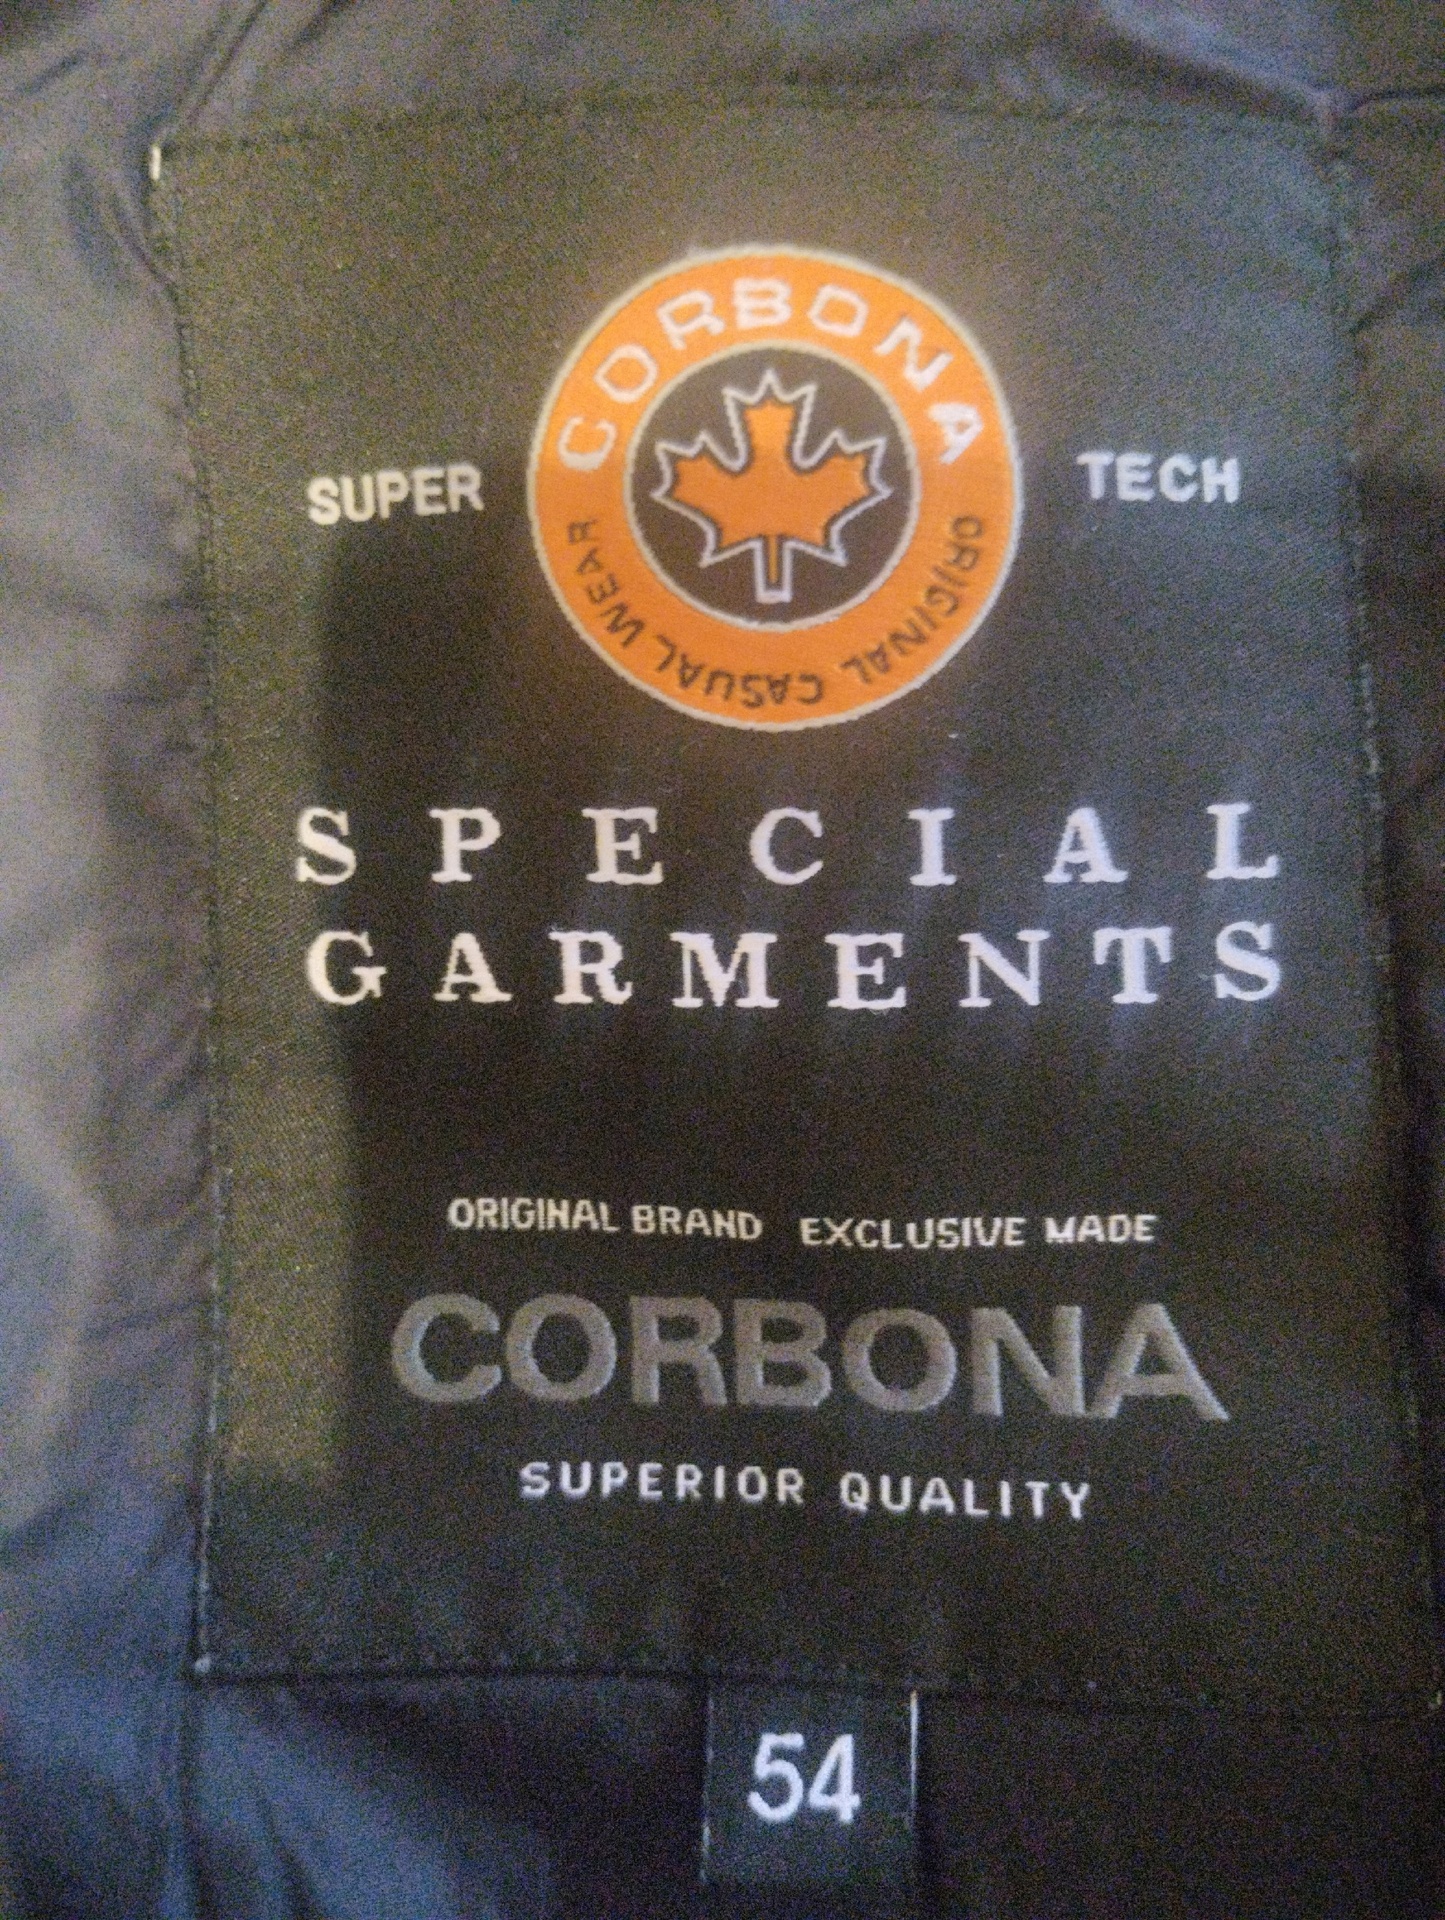 CORBONA
ORIGINAL CASUAL WEAR
SUPER TECH
SPECIAL
GARMENTS
ORIGINAL BRAND EXCLUSIVE MADE
CORBONA
SUPERIOR QUALITY
54